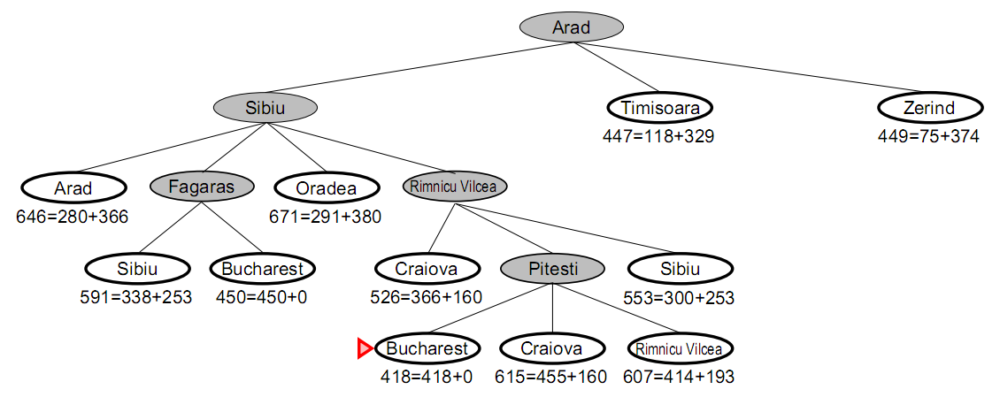 Arad
Sibiu
Timisoara
Zerind
447=118+329
449=75+374
Arad
Fagaras
Oradea
Rimnicu Vilcea
646=280+366
671=291+380
Sibiu
Bucharest
Craiova
Pitesti
Sibiu
591=338+253
450=450+0
526=366+160
553=300+253
Bucharest
Craiova
Rimnicu Vilcea
418=418+0
615=455+160
607=414+193